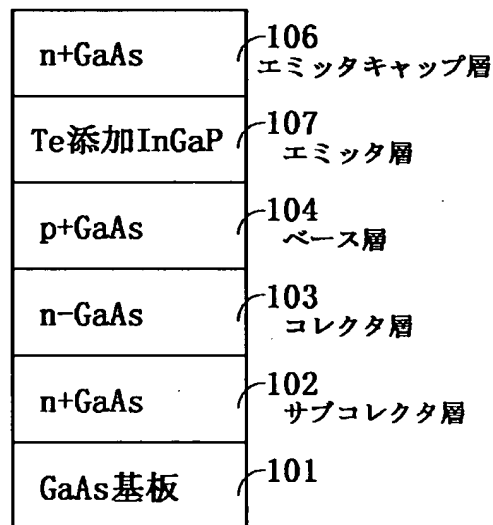 n+GaAs
106
エミッタキャップ層
Te添加InGaP
107
エミッタ層
p+GaAs
104
ベース層
n-GaAs
103
コレクタ層
n+GaAs
102
サブコレクタ層
GaAs基板
101